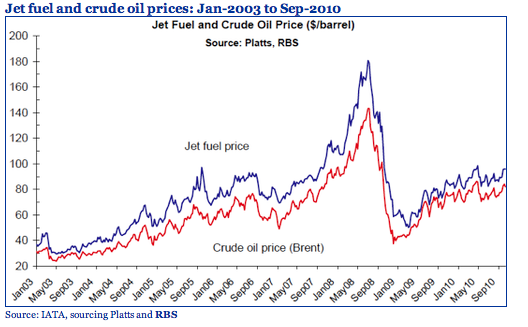 Jet fuel and crude oil prices: Jan-2003 to Sep-2010
Jet Fuel and Crude Oil Price ($/barrel)
Source: Platts, RBS
200
180
160
140
120
100
80
60
40
20
Jet fuel price
Crude oil price (Brent)
Jan03
May03
Sep03
Jan04
May04
Sep04
Jan05
May05
Sep05
Jan06
May06
Sep06
Jan07
May07
Sep07
Jan08
May08
Sep08
Jan09
May09
Sep09
Jan10
May10
Sep10
Source: IATA, sourcing Platts and RBS